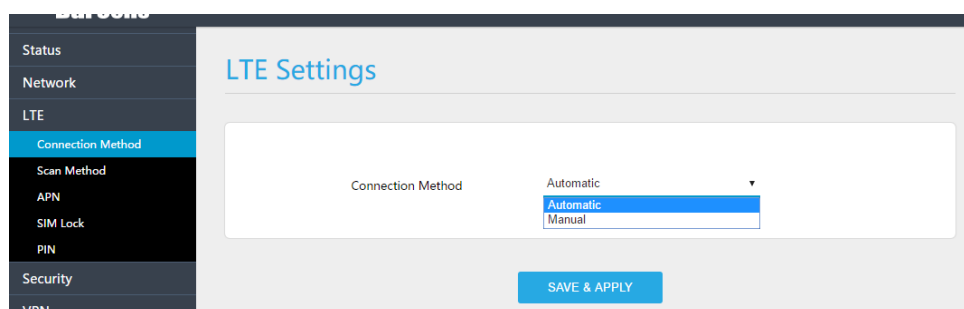 Status
Network
LTE
Connection Method
Scan Method
APN
SIM Lock
PIN
Security
VPN
LTE Settings
Connection Method
Automatic
Automatic
Manual
SAVE & APPLY